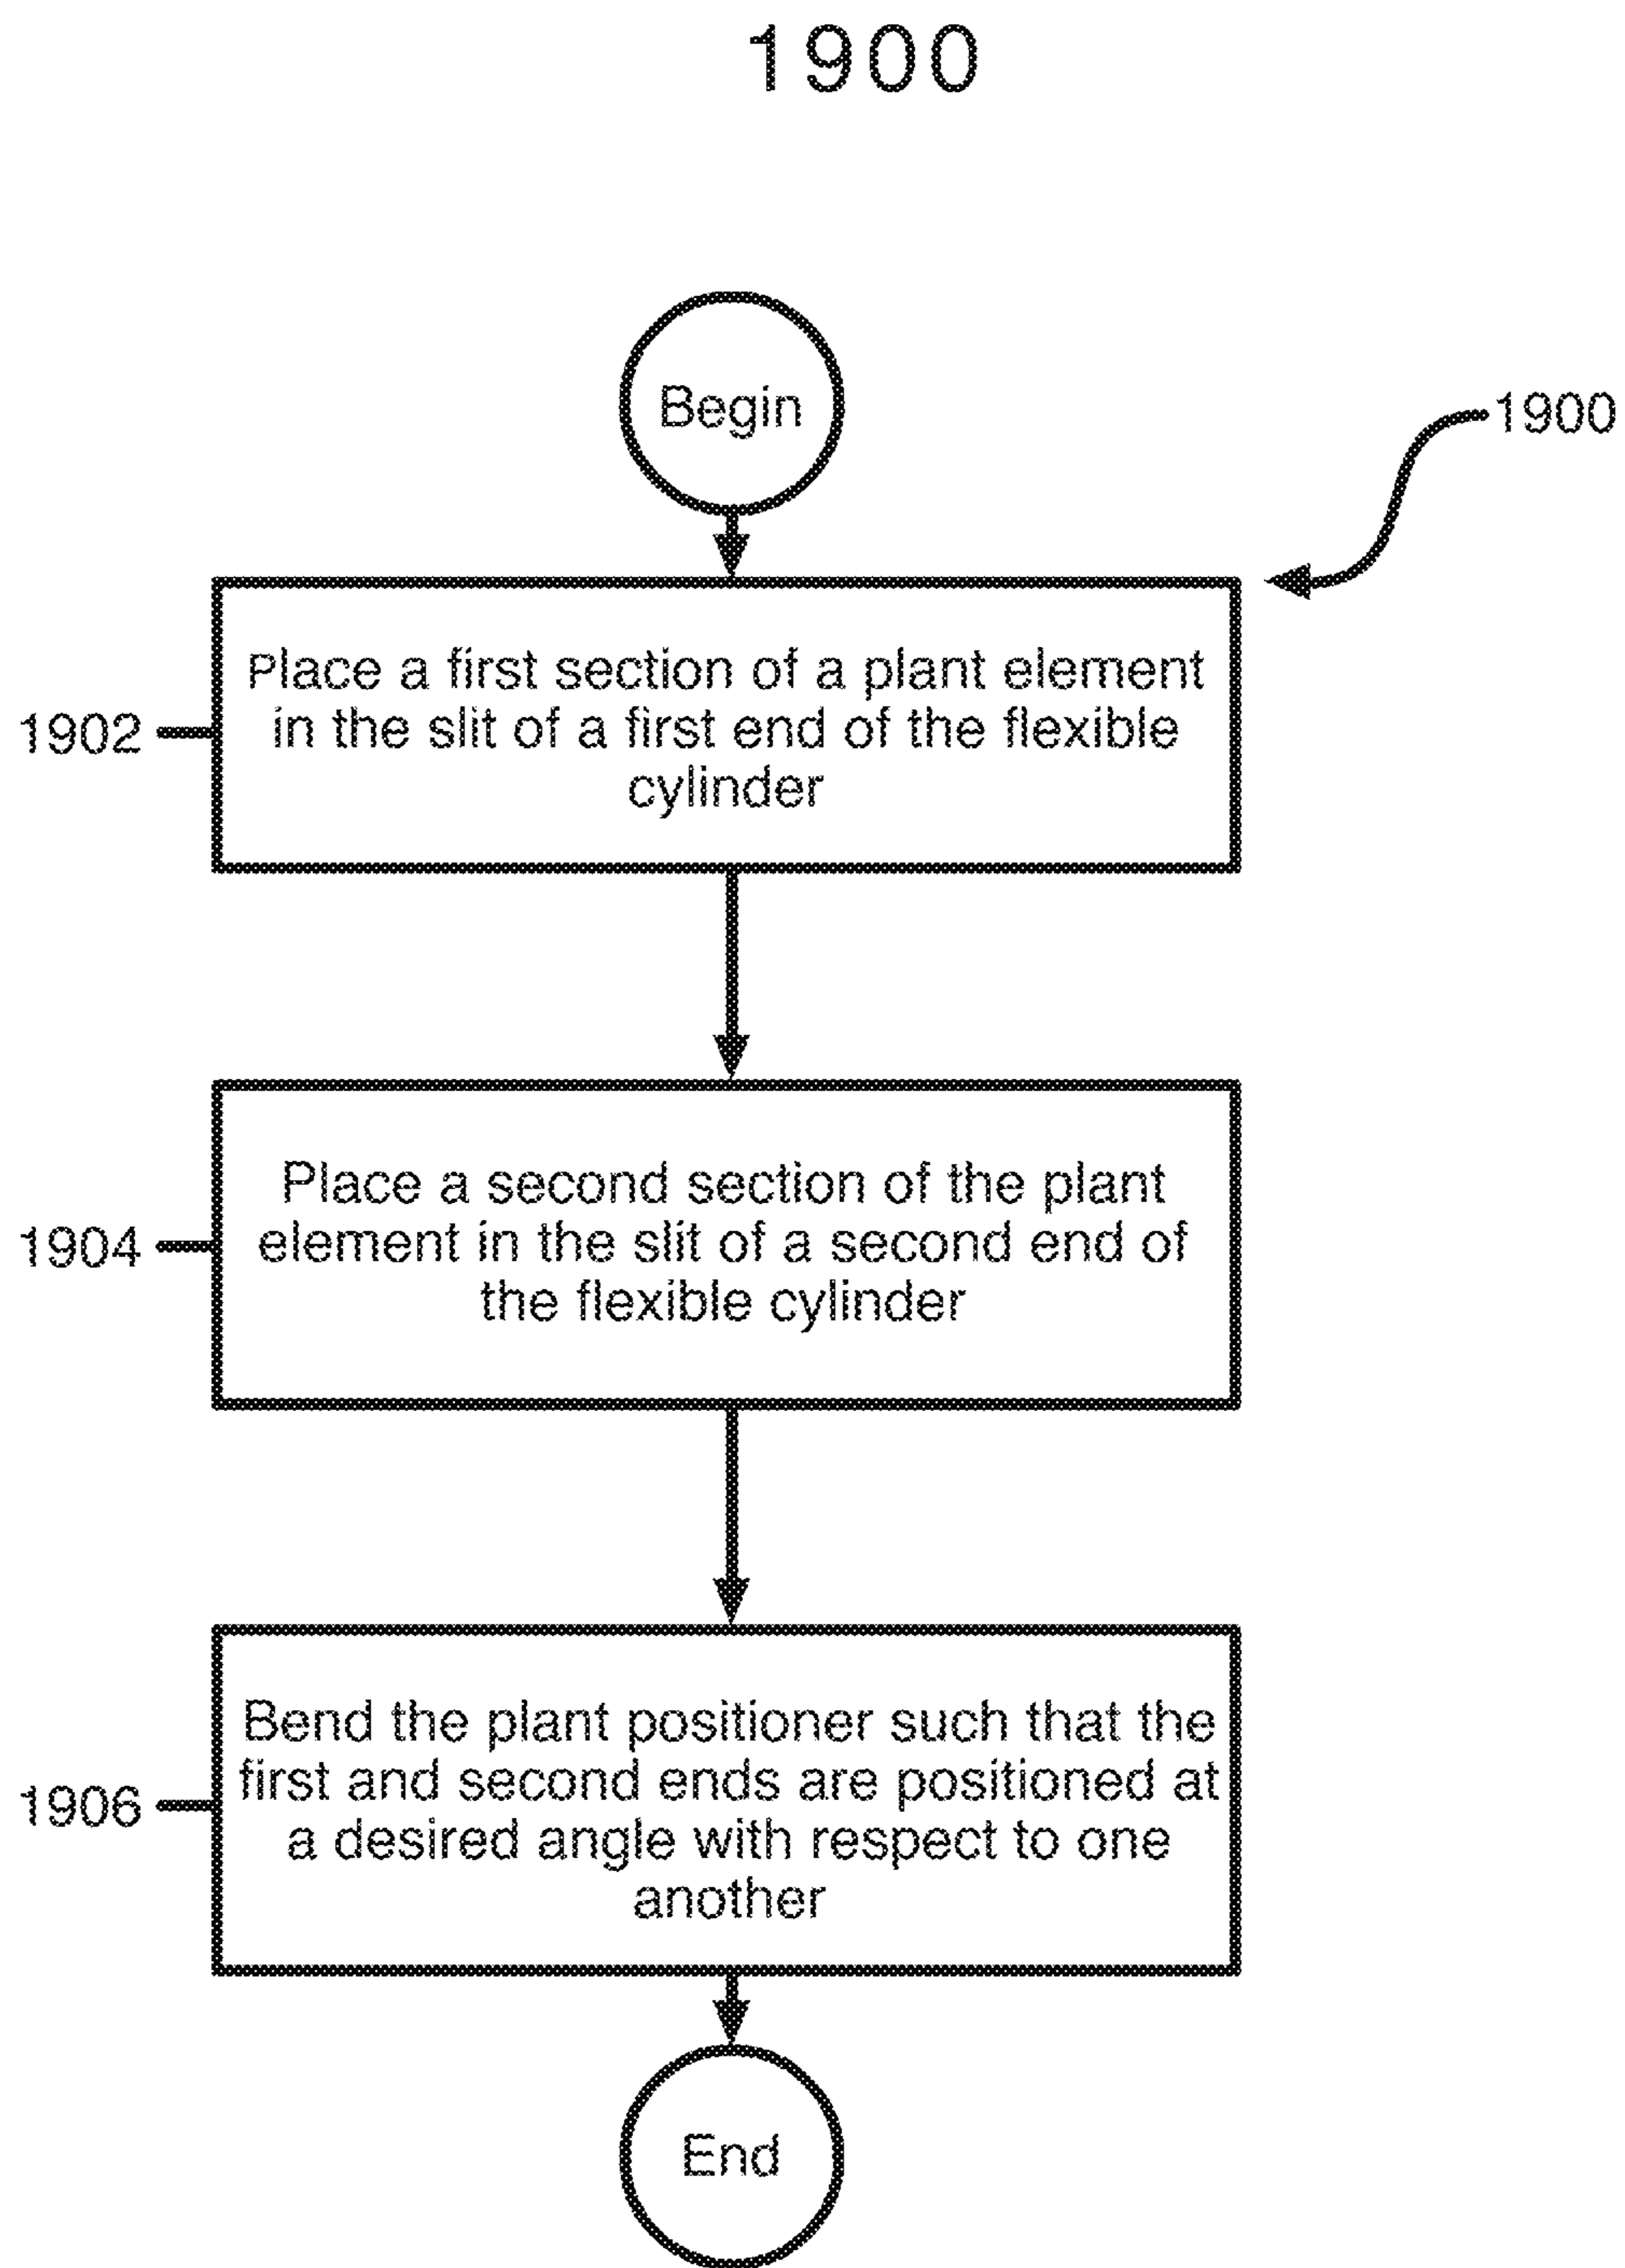 1900
Begin
1900
1902
Place a first section of a plant element
in the slit of a first end of the flexible
cylinder
1904
Place a second section of the plant
element in the slit of a second end of
the flexible cylinder
1906
Bend the plant positioner such that the
first and second ends are positioned at
a desired angle with respect to one
another
End